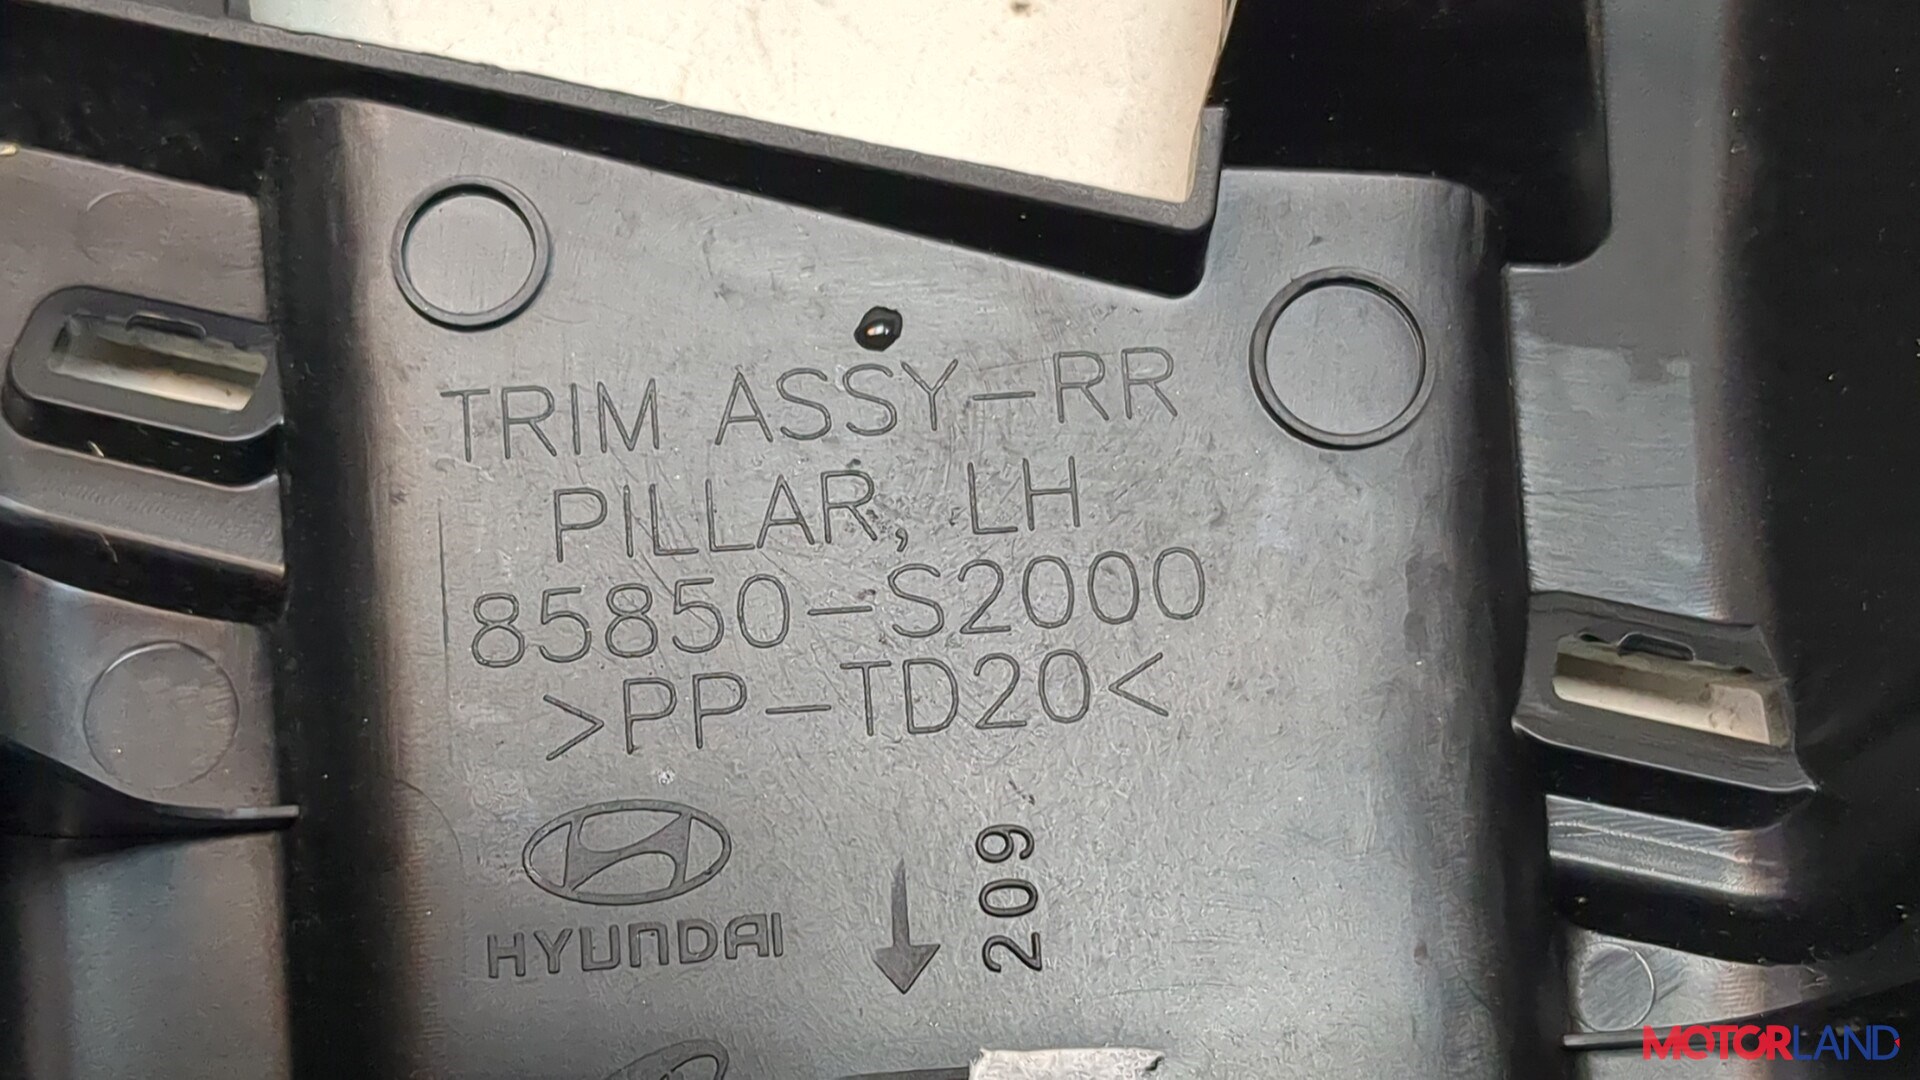 TRIM ASSY-RR
PILLAR, LH
85850-S2000
>PP-TD20<
HYUNDAI
209
MOTORLAND